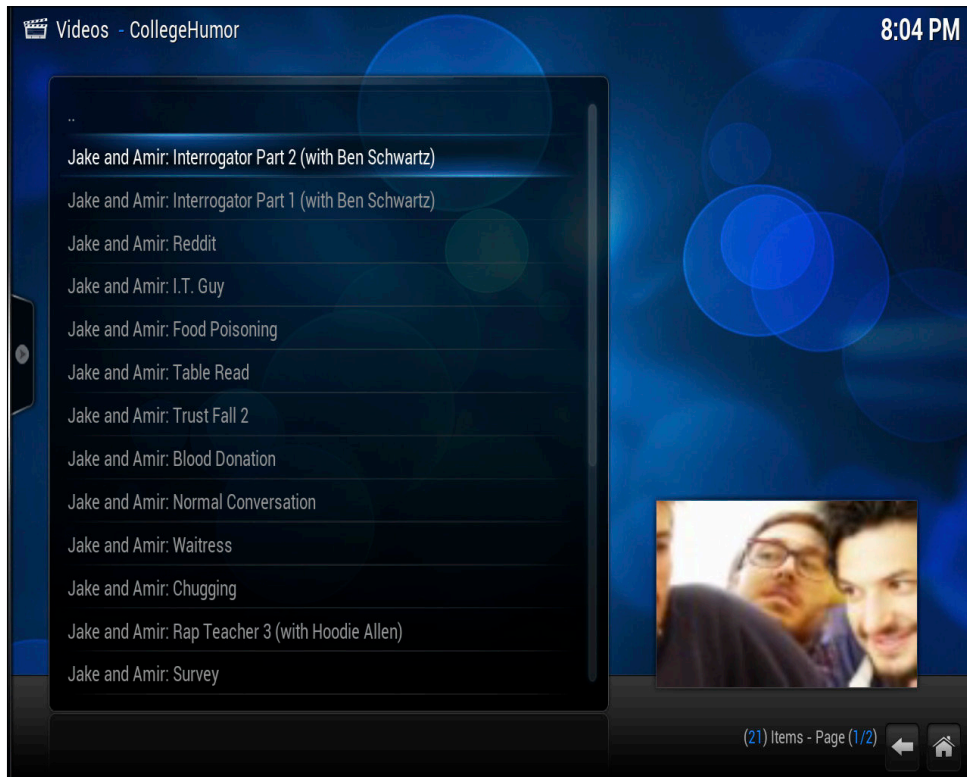 Videos - CollegeHumor
8:04 PM
..
Jake and Amir: Interrogator Part 2 (with Ben Schwartz)
Jake and Amir: Interrogator Part 1 (with Ben Schwartz)
Jake and Amir: Reddit
Jake and Amir: I.T. Guy
Jake and Amir: Food Poisoning
Jake and Amir: Table Read
Jake and Amir: Trust Fall 2
Jake and Amir: Blood Donation
Jake and Amir: Normal Conversation
Jake and Amir: Waitress
Jake and Amir: Chugging
Jake and Amir: Rap Teacher 3 (with Hoodie Allen)
Jake and Amir: Survey
(21) Items - Page (1/2)